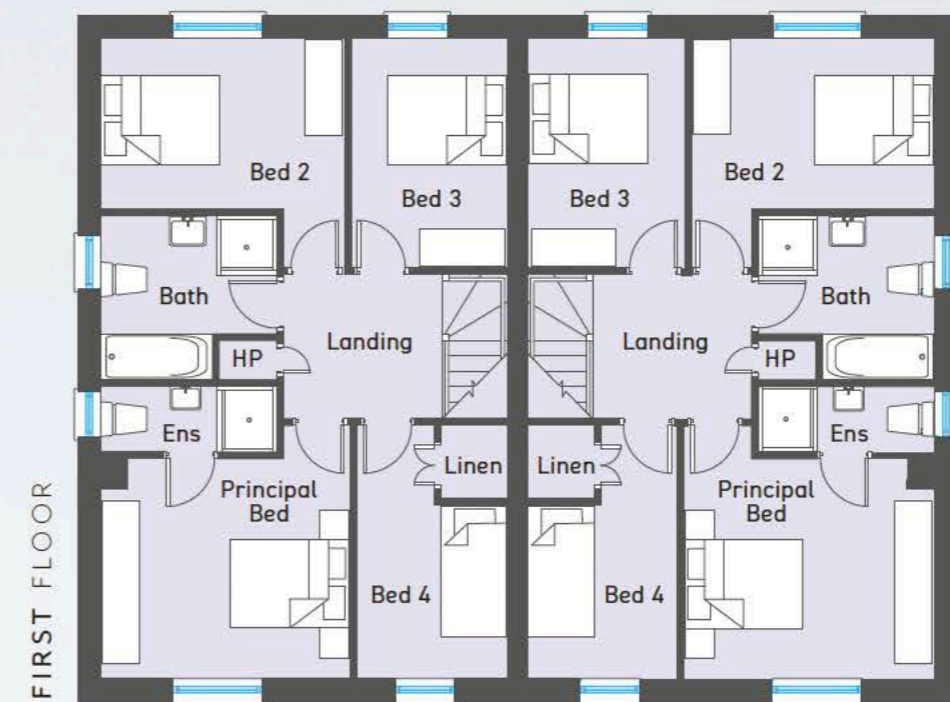 Bed 2
Bed 3
Bed 3
Bed 2
Bath
Landing
Landing
Bath
HP
HP
Ens
Linen
Linen
Ens
Principal
Bed
Principal
Bed
Bed 4
Bed 4
FIRST FLOOR